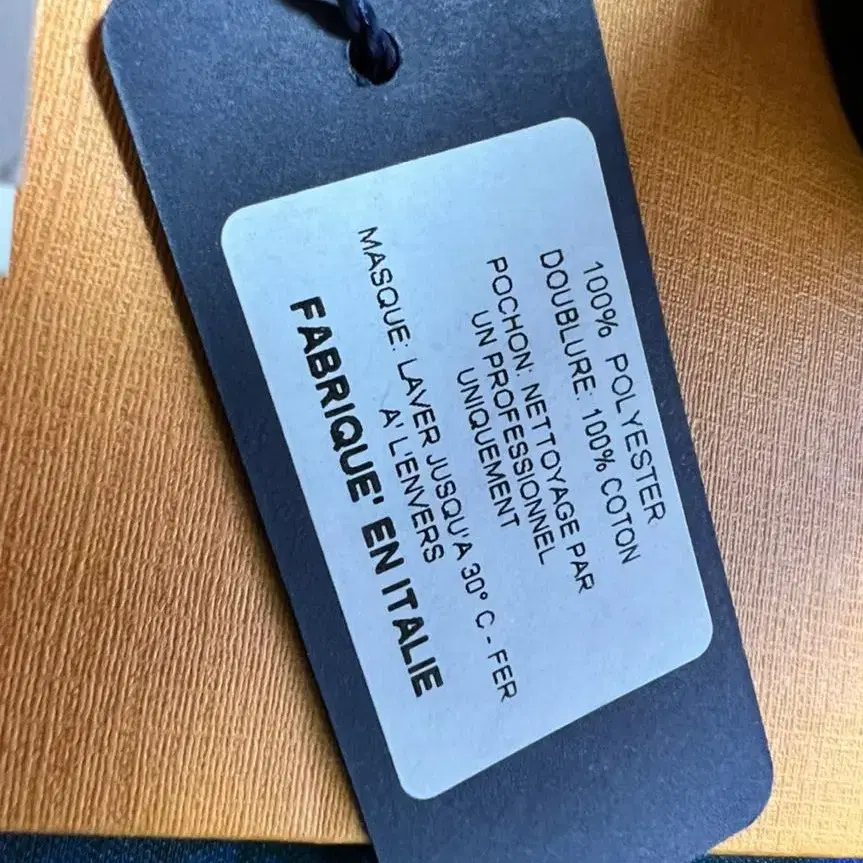 100% POLYESTER
DOUBLURE: 100% COTON
POCHON: NETTOYAGE PAR
UN PROFESSIONNEL
UNIQUEMENT
MASQUE: LAVER JUSQU'A 30° C - FER
A' L'ENVERS
FABRIQUE' EN ITALIE